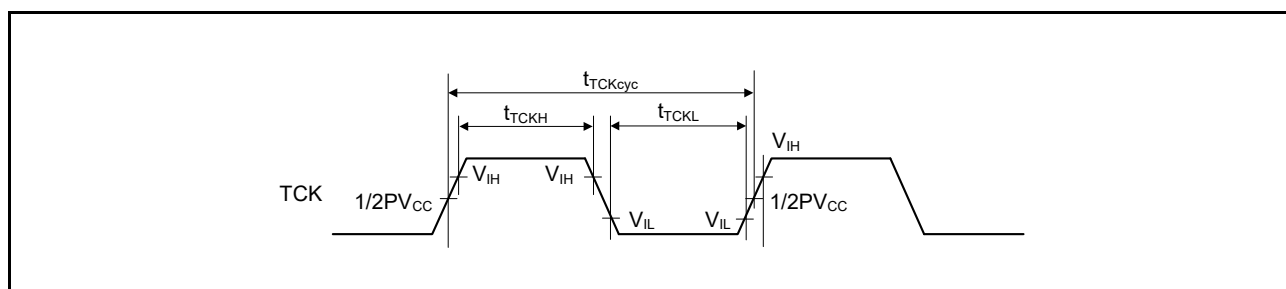 tTCKcyc
tTCKH
tTCKL
VIH
VIH VIH
TCK
1/2PVCC
1/2PVCC
VIL VIL